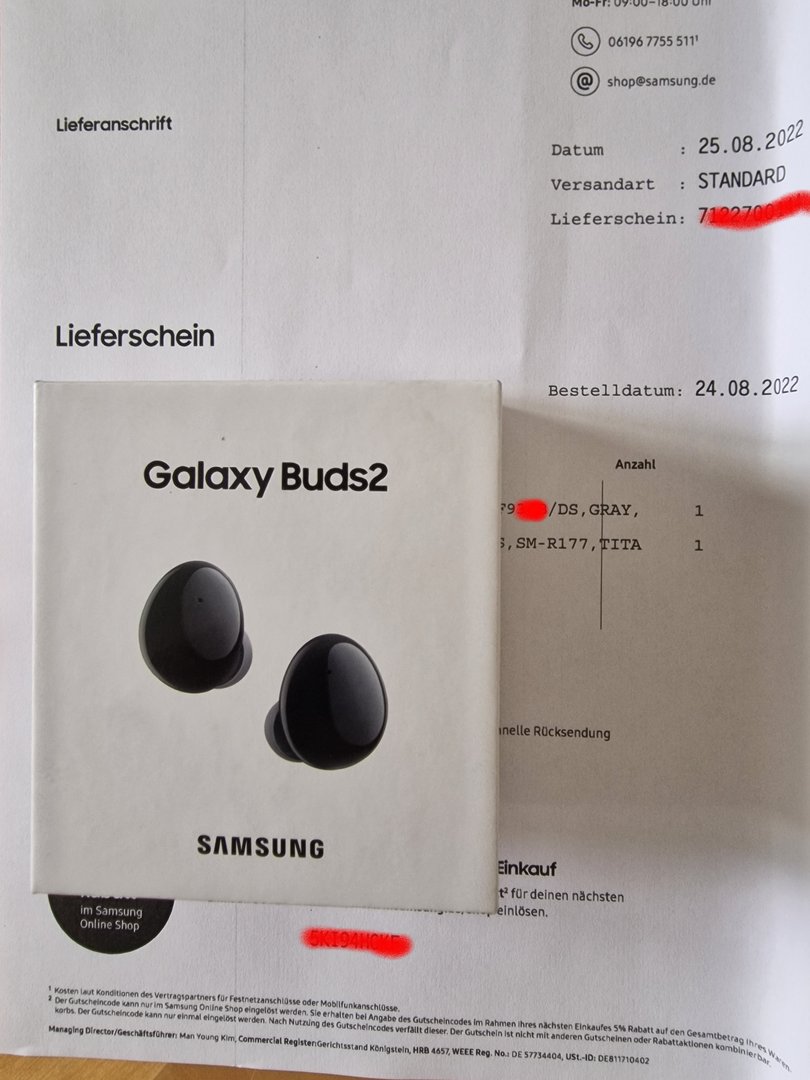 Mo-Fr: 09:00-18:00 Uhr
06196 7755 511¹
shop@samsung.de
Lieferanschrift
Datum : 25.08.2022
Versandart : STANDARD
Lieferschein:
Lieferschein
Bestelldatum: 24.08.2022
Anzahl
/DS,GRAY, 1
,SM-R177,TITA 1
Galaxy Buds2
SAMSUNG
Rücksendung
Einkauf
für deinen nächsten
einlösen.
im Samsung
Online Shop
¹ Kosten laut Konditionen des Vertragspartners für Festnetzanschlüsse oder Mobilfunkanschlüsse.
² Der Gutscheincode kann nur im Samsung Online Shop eingelöst werden. Sie erhalten bei Angabe des Gutscheincodes im Rahmen Ihres nächsten Einkaufes 5% Rabatt auf den Gesamtbetrag Ihres Waren-
korbs. Der Gutscheincode kann nur einmal eingelöst werden. Nach Nutzung des Gutscheincodes verfällt dieser. Der Gutschein ist nicht mit anderen Gutscheinen oder Rabattaktionen kombinierbar.
Managing Director/Geschäftsführer: Man Young Kim, Commercial Register: Gerichtsstand Königstein, HRB 4657, WEEE Reg. No.: DE 57734404, USt.-ID: DE811710402